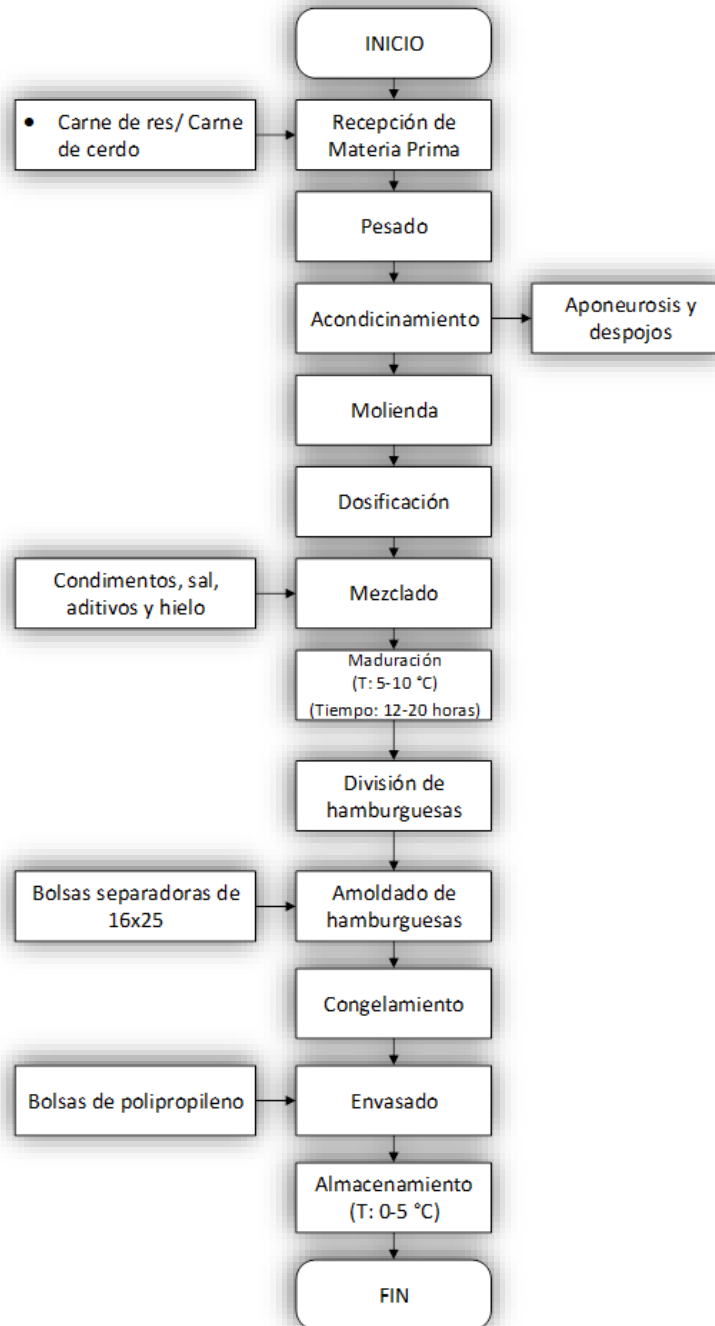 INICIO
• Carne de res/ Carne
de cerdo
Recepción de
Materia Prima
Pesado
Acondicinamiento
Aponeurosis y
despojos
Molienda
Dosificación
Condimentos, sal,
aditivos y hielo
Mezclado
Maduración
(T: 5-10 °C)
(Tiempo: 12-20 horas)
División de
hamburguesas
Bolsas separadoras de
16x25
Amoldado de
hamburguesas
Congelamiento
Bolsas de polipropileno
Envasado
Almacenamiento
(T: 0-5 °C)
FIN